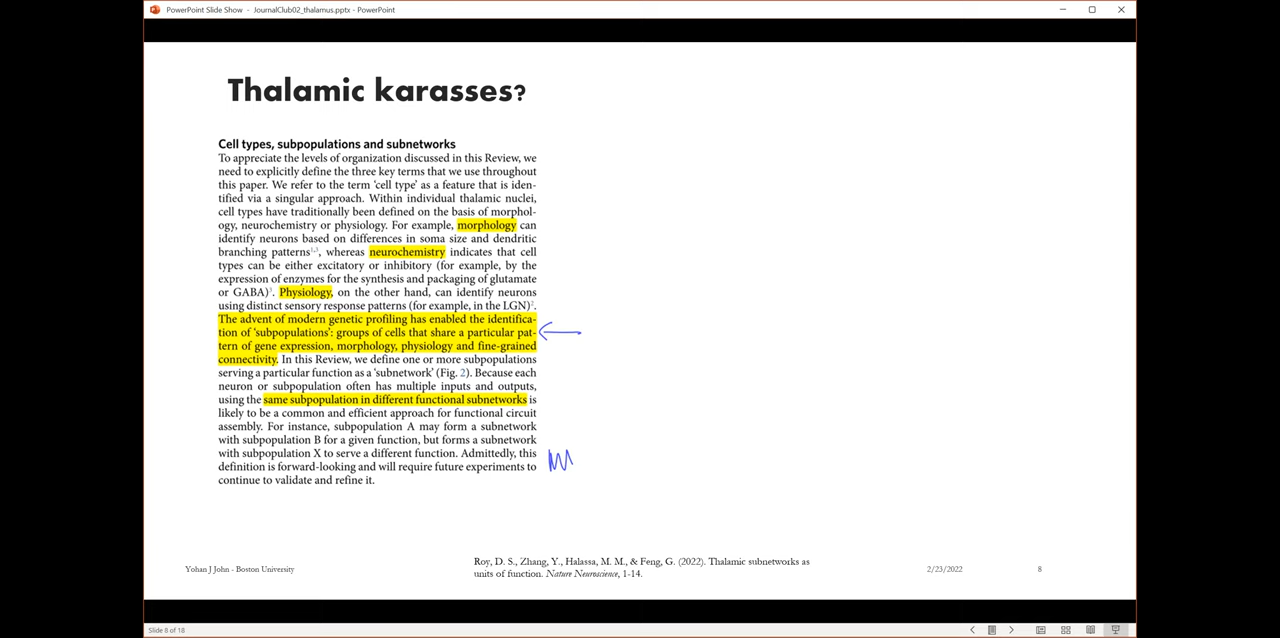 PowerPoint Slide Show - JournalClub02_thalamus.pptx - PowerPoint
Thalamic karasses?
Cell types, subpopulations and subnetworks
To appreciate the levels of organization discussed in this Review, we
need to explicitly define the three key terms that we use throughout
this paper. We refer to the term ‘cell type’ as a feature that is iden-
tified via a singular approach. Within individual thalamic nuclei,
cell types have traditionally been defined on the basis of morphol-
ogy, neurochemistry or physiology. For example, morphology can
identify neurons based on differences in soma size and dendritic
branching patterns1,3, whereas neurochemistry indicates that cell
types can be either excitatory or inhibitory (for example, by the
expression of enzymes for the synthesis and packaging of glutamate
or GABA)3. Physiology, on the other hand, can identify neurons
using distinct sensory response patterns (for example, in the LGN)2.
The advent of modern genetic profiling has enabled the identifica-
tion of ‘subpopulations’: groups of cells that share a particular pat-
tern of gene expression, morphology, physiology and fine-grained
connectivity. In this Review, we define one or more subpopulations
serving a particular function as a ‘subnetwork’ (Fig. 2). Because each
neuron or subpopulation often has multiple inputs and outputs,
using the same subpopulation in different functional subnetworks is
likely to be a common and efficient approach for functional circuit
assembly. For instance, subpopulation A may form a subnetwork
with subpopulation B for a given function, but forms a subnetwork
with subpopulation X to serve a different function. Admittedly, this
definition is forward-looking and will require future experiments to
continue to validate and refine it.
Roy, D. S., Zhang, Y., Halassa, M. M., & Feng, G. (2022). Thalamic subnetworks as
units of function. Nature Neuroscience, 1-14.
Yohan J John - Boston University
2/23/2022
8
Slide 8 of 18